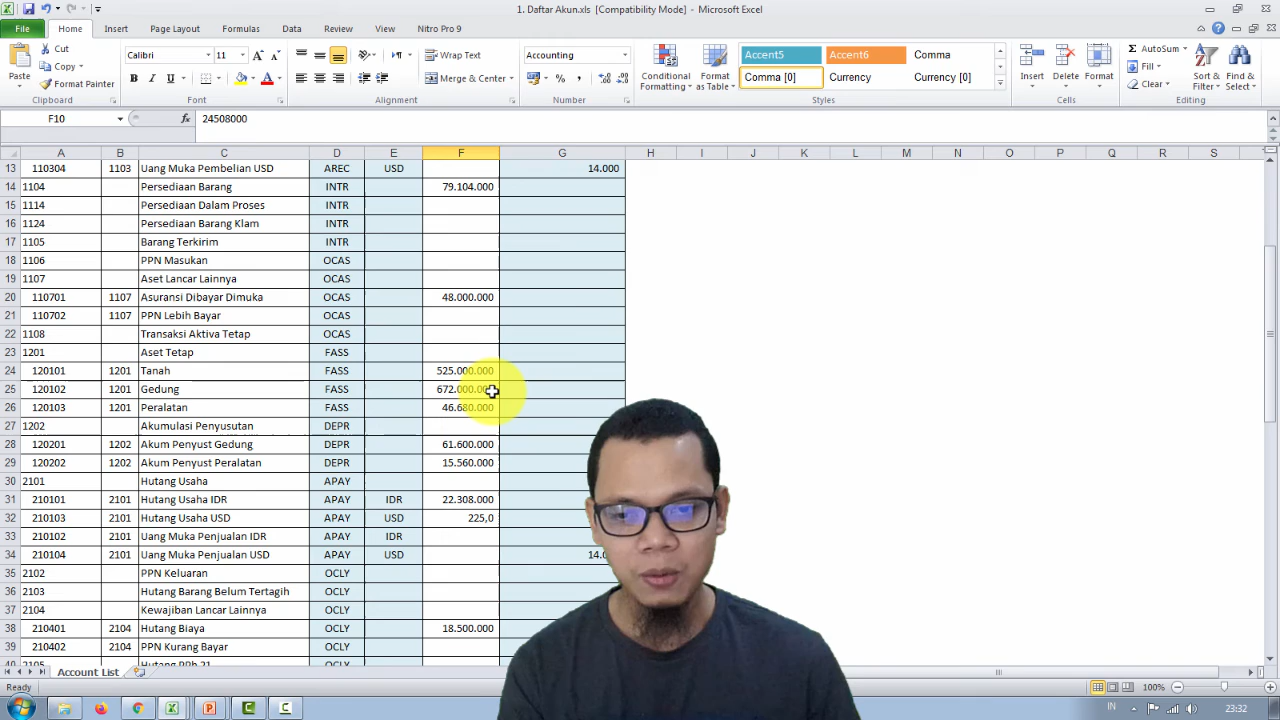 1. Daftar Akun.xls [Compatibility Mode] - Microsoft Excel
File Home Insert Page Layout Formulas Data Review View Nitro Pro 9
Paste Cut Copy Format Painter Calibri 11 Wrap Text Merge & Center Accounting Conditional Formatting Format as Table Accent5 Accent6 Comma Comma [0] Currency Currency [0] Insert Delete Format AutoSum Fill Clear Sort & Filter Find & Select
Clipboard Font Alignment Number Styles Cells Editing
F10 fx 24508000
A B C D E F G H I J K L M N O P Q R S
13 110304 1103 Uang Muka Pembelian USD AREC USD 14.000
14 1104 Persediaan Barang INTR 79.104.000
15 1114 Persediaan Dalam Proses INTR
16 1124 Persediaan Barang Klam INTR
17 1105 Barang Terkirim INTR
18 1106 PPN Masukan OCAS
19 1107 Aset Lancar Lainnya OCAS
20 110701 1107 Asuransi Dibayar Dimuka OCAS 48.000.000
21 110702 1107 PPN Lebih Bayar OCAS
22 1108 Transaksi Aktiva Tetap OCAS
23 1201 Aset Tetap FASS
24 120101 1201 Tanah FASS 525.000.000
25 120102 1201 Gedung FASS
26 120103 1201 Peralatan FASS 46.680.000
27 1202 Akumulasi Penyusutan DEPR
28 120201 1202 Akum Penyust Gedung DEPR 61.600.000
29 120202 1202 Akum Penyust Peralatan DEPR 15.560.000
30 2101 Hutang Usaha APAY
31 210101 2101 Hutang Usaha IDR APAY IDR 22.308.000
32 210103 2101 Hutang Usaha USD APAY USD 225,0
33 210102 2101 Uang Muka Penjualan IDR APAY IDR
34 210104 2101 Uang Muka Penjualan USD APAY USD
35 2102 PPN Keluaran OCLY
36 2103 Hutang Barang Belum Tertagih OCLY
37 2104 Kewajiban Lancar Lainnya OCLY
38 210401 2104 Hutang Biaya OCLY 18.500.000
39 210402 2104 PPN Kurang Bayar OCLY
Account List
Ready 100%
IN 23:32